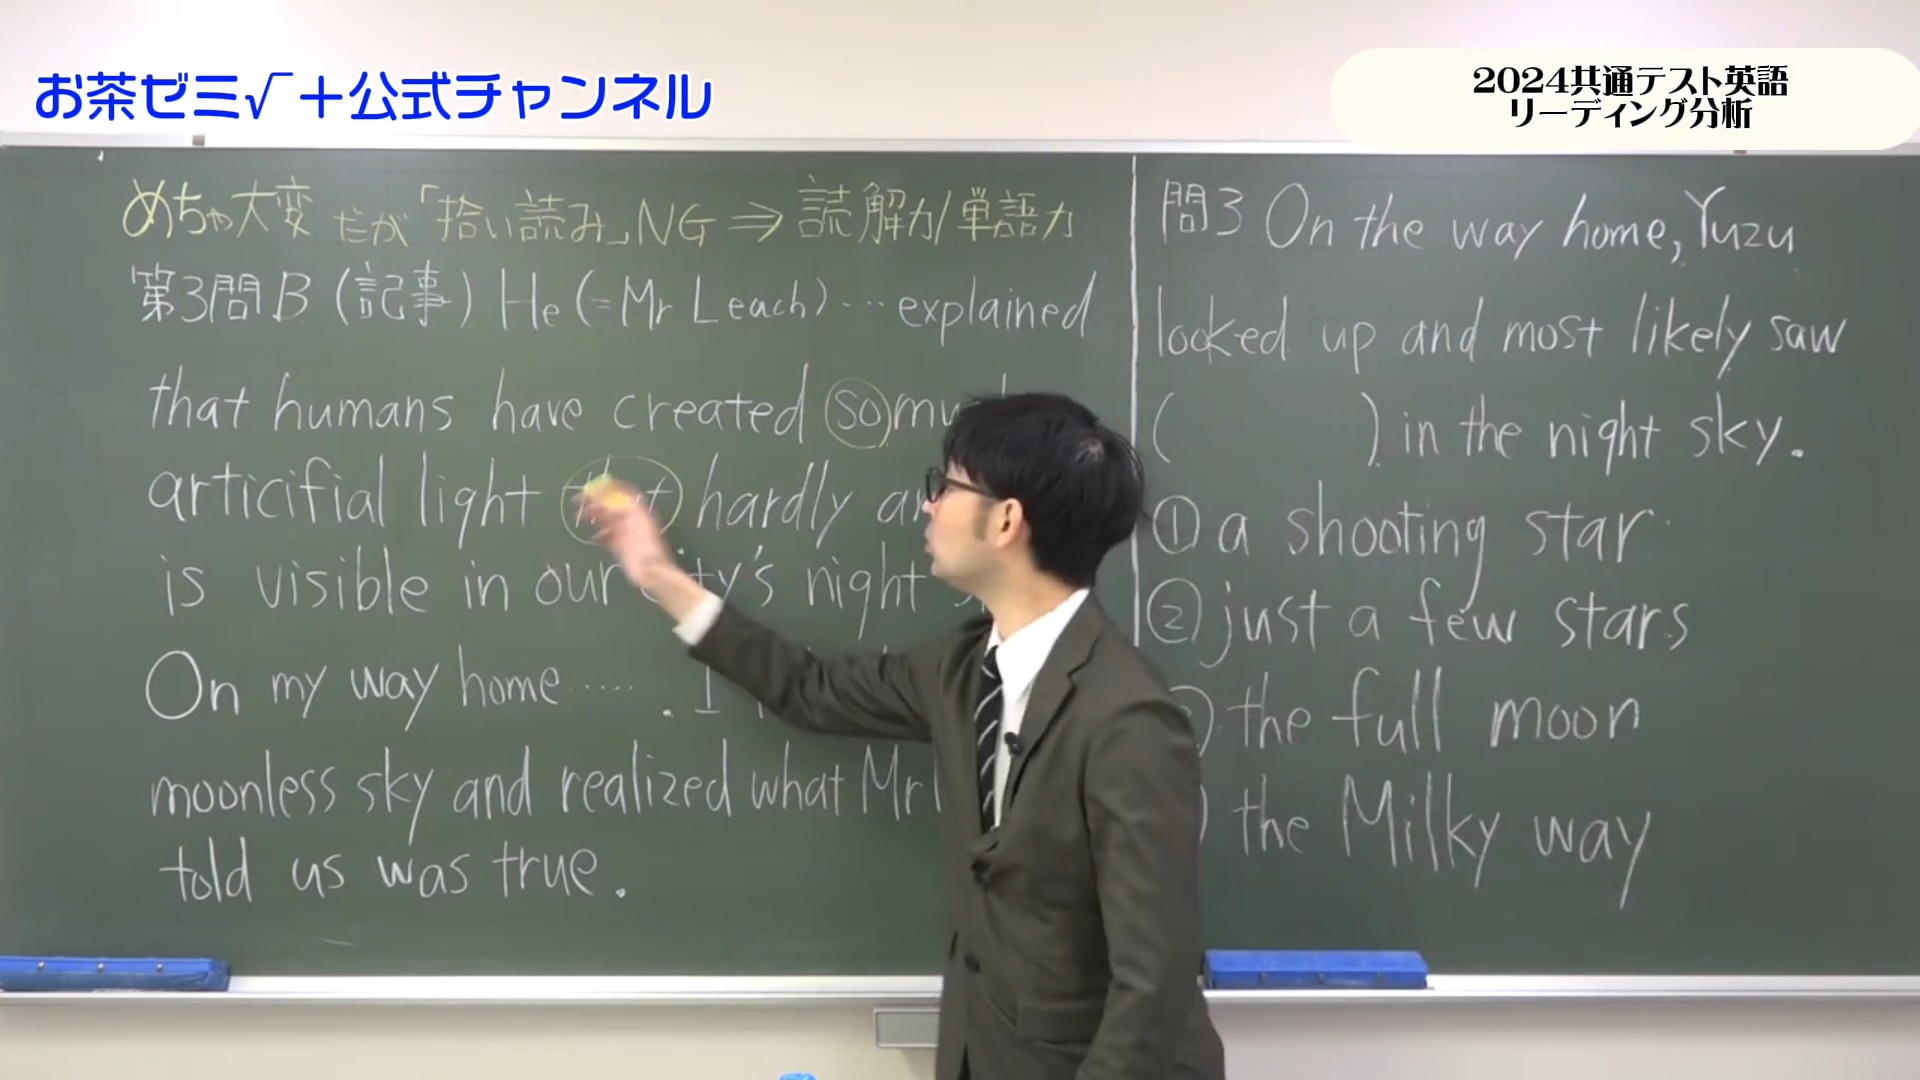 お茶ゼミ√+公式チャンネル
2024共通テスト英語
リーディング分析
めちゃ大変だが「拾い読み」NG⇒読解力/単語力
第3問B(記事) He (=Mr Leach) … explained
that humans have created so
articifial light that hardly
is visible in our city's night
On my way home ..... . I
moonless sky and realized what Mr
told us was true.
問3 On the way home, Yuzu
looked up and most likely saw
( ) in the night sky.
① a shooting star
② just a few stars
the full moon
the Milky way